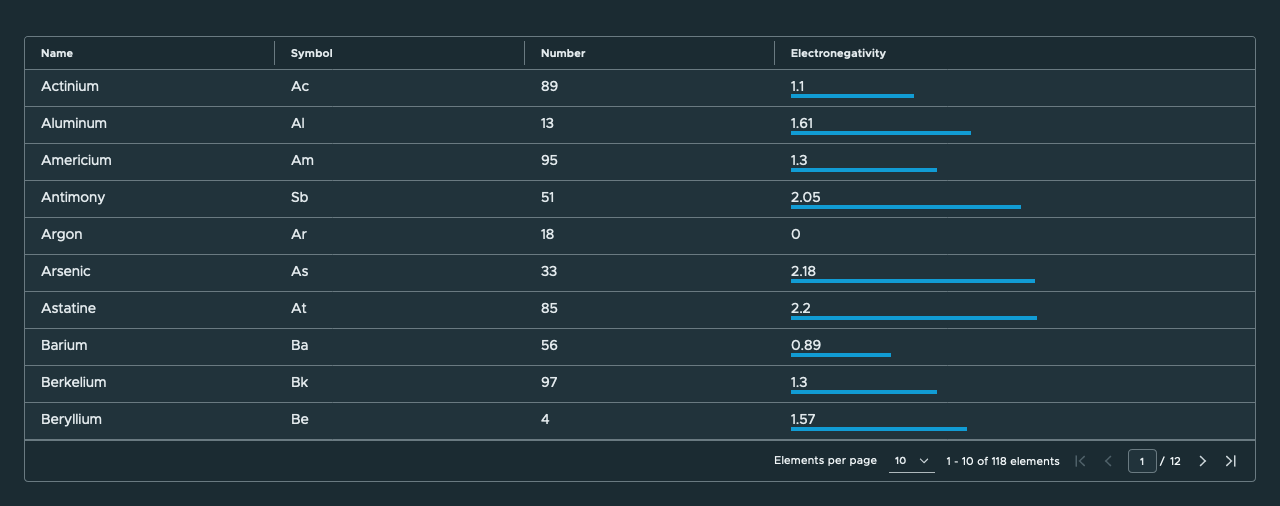 Name Symbol Number Electronegativity
Actinium Ac 89 1.1
Aluminum Al 13 1.61
Americium Am 95 1.3
Antimony Sb 51 2.05
Argon Ar 18 0
Arsenic As 33 2.18
Astatine At 85 2.2
Barium Ba 56 0.89
Berkelium Bk 97 1.3
Beryllium Be 4 1.57
Elements per page 10 1 - 10 of 118 elements 1 / 12